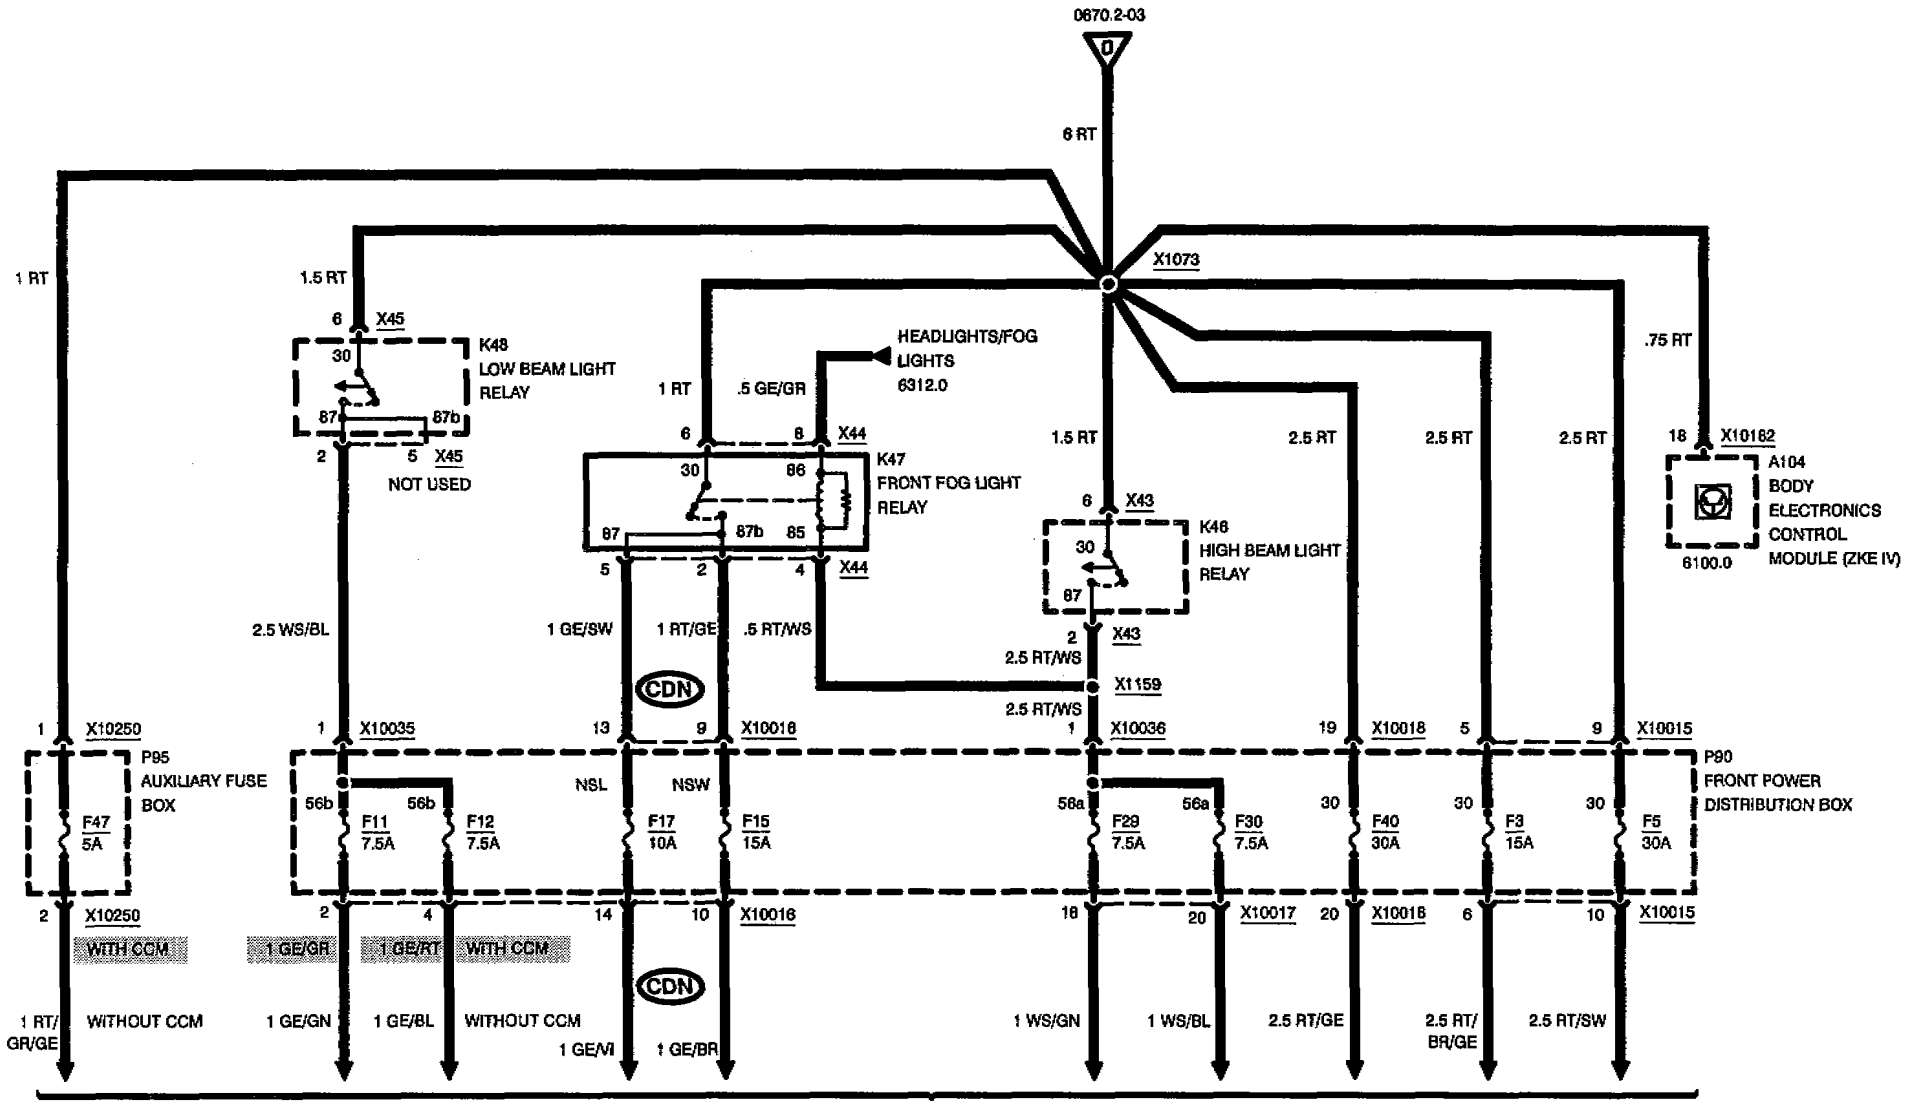 0670.2-03
D
6 RT
1 RT
1.5 RT
X1073
6 X45
K48
LOW BEAM LIGHT
RELAY
30
87 87b
2 5 X45
NOT USED
HEADLIGHTS/FOG
LIGHTS
6312.0
1 RT .5 GE/GR
6 8 X44
K47
FRONT FOG LIGHT
RELAY
30 86
87 87b 85
5 2 4 X44
1.5 RT
2.5 RT
2.5 RT
2.5 RT
.75 RT
18 X10182
A104
BODY
ELECTRONICS
CONTROL
MODULE (ZKE IV)
6100.0
6 X43
K46
HIGH BEAM LIGHT
RELAY
30
87
2 X43
2.5 WS/BL
1 GE/SW
1 RT/GE
.5 RT/WS
2.5 RT/WS
CDN
X1159
2.5 RT/WS
1 X10250
1 X10035
13 9 X10016
1 X10036
19 X10018
5 9 X10015
P95
AUXILIARY FUSE
BOX
P90
FRONT POWER
DISTRIBUTION BOX
F47
5A
56b
F11
7.5A
56b
F12
7.5A
NSL
F17
10A
NSW
F15
15A
56a
F29
7.5A
56a
F30
7.5A
30
F40
30A
30
F3
15A
30
F5
30A
2 X10250
2 4 14 10 X10016
18 20 X10017
20 X10018
6 10 X10015
WITH CCM
1 GE/GR
1 GE/RT
WITH CCM
CDN
1 RT/
GR/GE
WITHOUT CCM
1 GE/GN
1 GE/BL
WITHOUT CCM
1 GE/VI
1 GE/BR
1 WS/GN
1 WS/BL
2.5 RT/GE
2.5 RT/
BR/GE
2.5 RT/SW